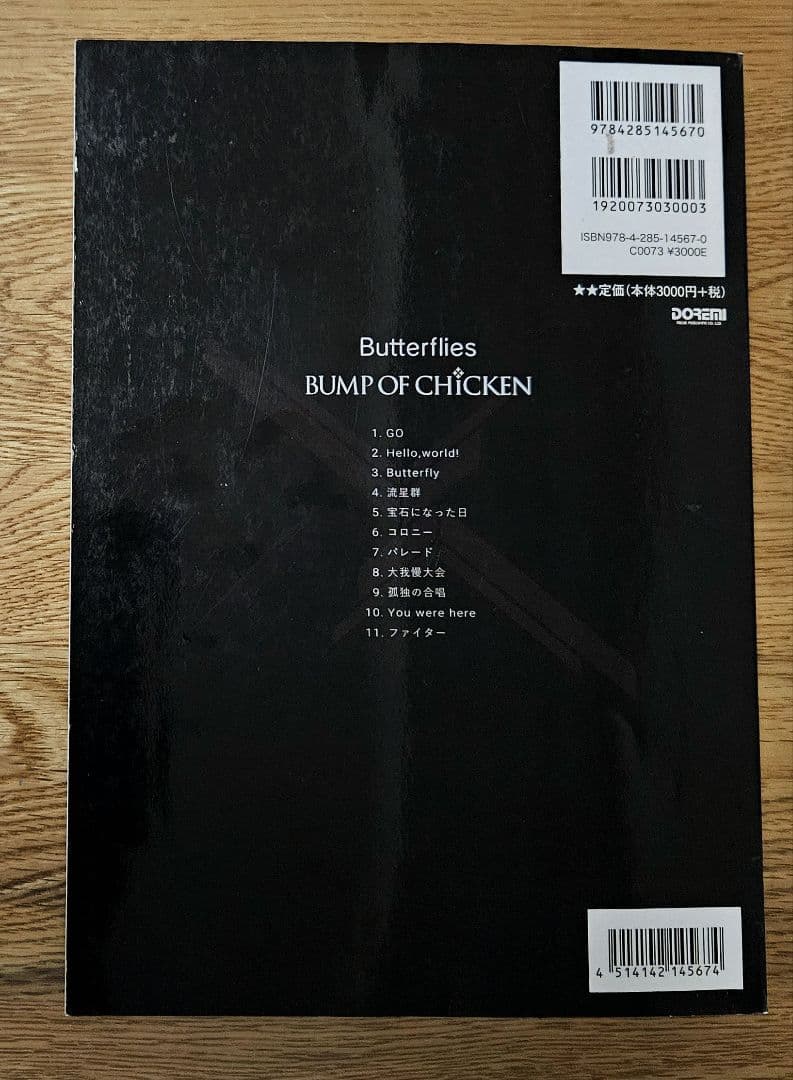 9784285145670
1920073030003
ISBN978-4-285-14567-0
C0073 ¥3000E
★★定価(本体3000円+税)
DOREMI
Butterflies
BUMP OF CHICKEN
1. GO
2. Hello,world!
3. Butterfly
4. 流星群
5. 宝石になった日
6. コロニー
7. パレード
8. 大我慢大会
9. 孤独の合唱
10. You were here
11. ファイター
4 514142 145674